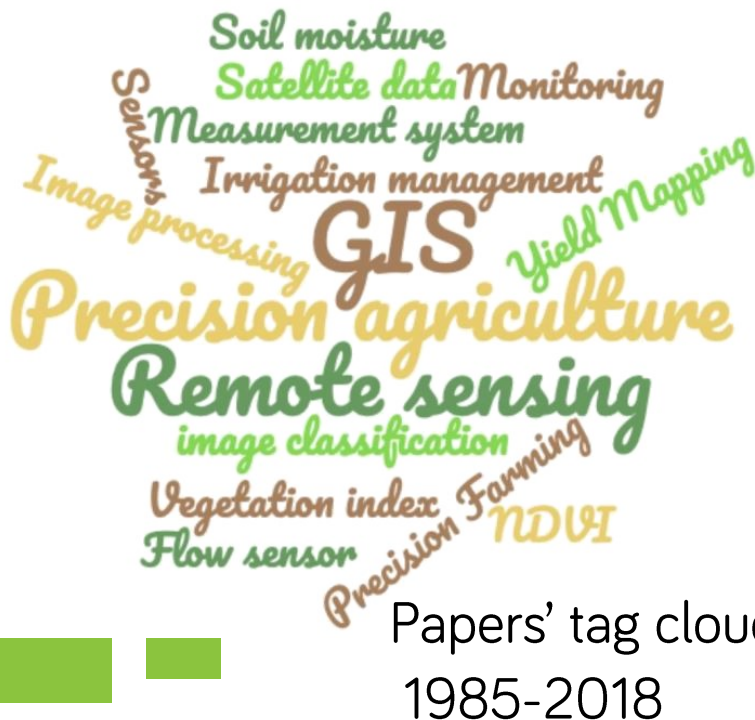 Soil moisture
Satellite data Monitoring
Sensors
Measurement system
Irrigation management
Image processing
GIS
Yield Mapping
Precision agriculture
Remote sensing
image classification
Vegetation index
Precision Farming
NDVI
Flow sensor
Papers' tag clou
1985-2018